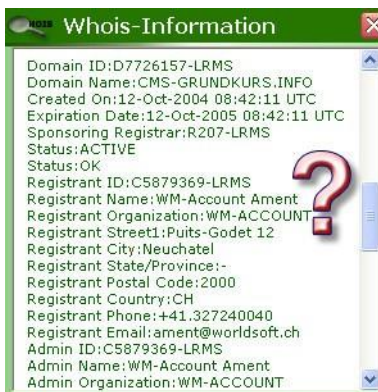 WHOIS Whois-Information
Domain ID:D7726157-LRMS
Domain Name:CMS-GRUNDKURS.INFO
Created On:12-Oct-2004 08:42:11 UTC
Expiration Date:12-Oct-2005 08:42:11 UTC
Sponsoring Registrar:R207-LRMS
Status:ACTIVE
Status:OK
Registrant ID:C5879369-LRMS
Registrant Name:WM-Account Ament
Registrant Organization:WM-ACCOUNT
Registrant Street1:Puits-Godet 12
Registrant City:Neuchatel
Registrant State/Province:-
Registrant Postal Code:2000
Registrant Country:CH
Registrant Phone:+41.327240040
Registrant Email:ament@worldsoft.ch
Admin ID:C5879369-LRMS
Admin Name:WM-Account Ament
Admin Organization:WM-ACCOUNT
?